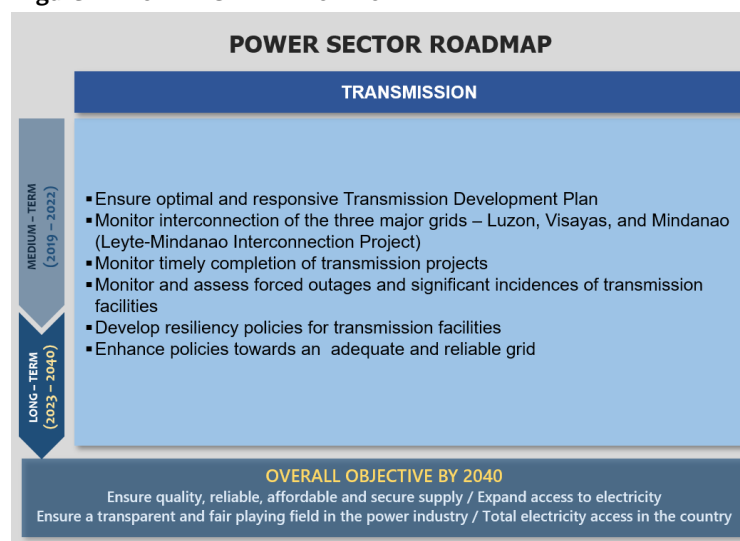 POWER SECTOR ROADMAP
TRANSMISSION
MEDIUM – TERM
(2019 – 2022)
▪Ensure optimal and responsive Transmission Development Plan
▪Monitor interconnection of the three major grids – Luzon, Visayas, and Mindanao
(Leyte-Mindanao Interconnection Project)
▪Monitor timely completion of transmission projects
▪Monitor and assess forced outages and significant incidences of transmission
facilities
▪Develop resiliency policies for transmission facilities
▪Enhance policies towards an adequate and reliable grid
LONG – TERM
(2023 – 2040)
OVERALL OBJECTIVE BY 2040
Ensure quality, reliable, affordable and secure supply / Expand access to electricity
Ensure a transparent and fair playing field in the power industry / Total electricity access in the country